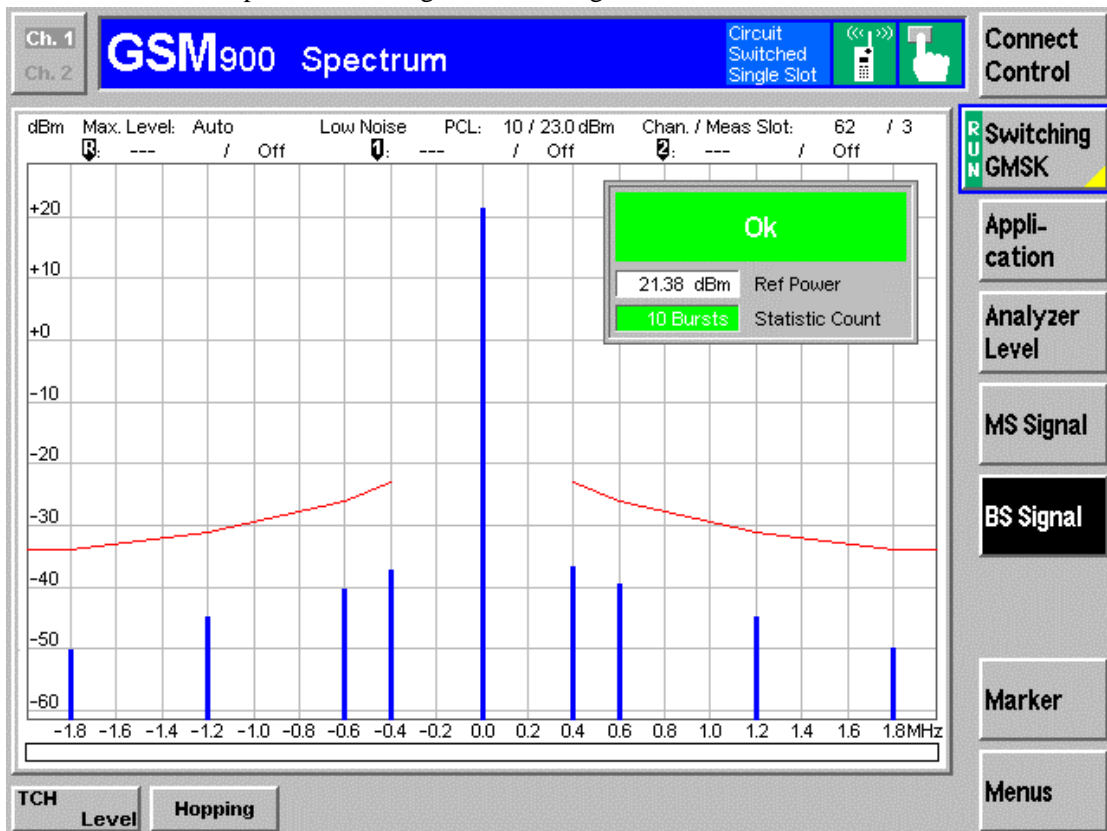 Ch. 1
Ch. 2
GSM900 Spectrum
Circuit
Switched
Single Slot
Connect
Control
dBm Max. Level: Auto Low Noise PCL: 10 / 23.0 dBm Chan. / Meas Slot: 62 / 3
R: --- / Off 1: --- / Off 2: --- / Off
RUN
Switching
GMSK
+20
Ok
Appli-
cation
+10
21.38 dBm Ref Power
10 Bursts Statistic Count
Analyzer
Level
+0
-10
MS Signal
-20
-30
BS Signal
-40
-50
-60
Marker
-1.8 -1.6 -1.4 -1.2 -1.0 -0.8 -0.6 -0.4 -0.2 0.0 0.2 0.4 0.6 0.8 1.0 1.2 1.4 1.6 1.8MHz
TCH
Level
Hopping
Menus